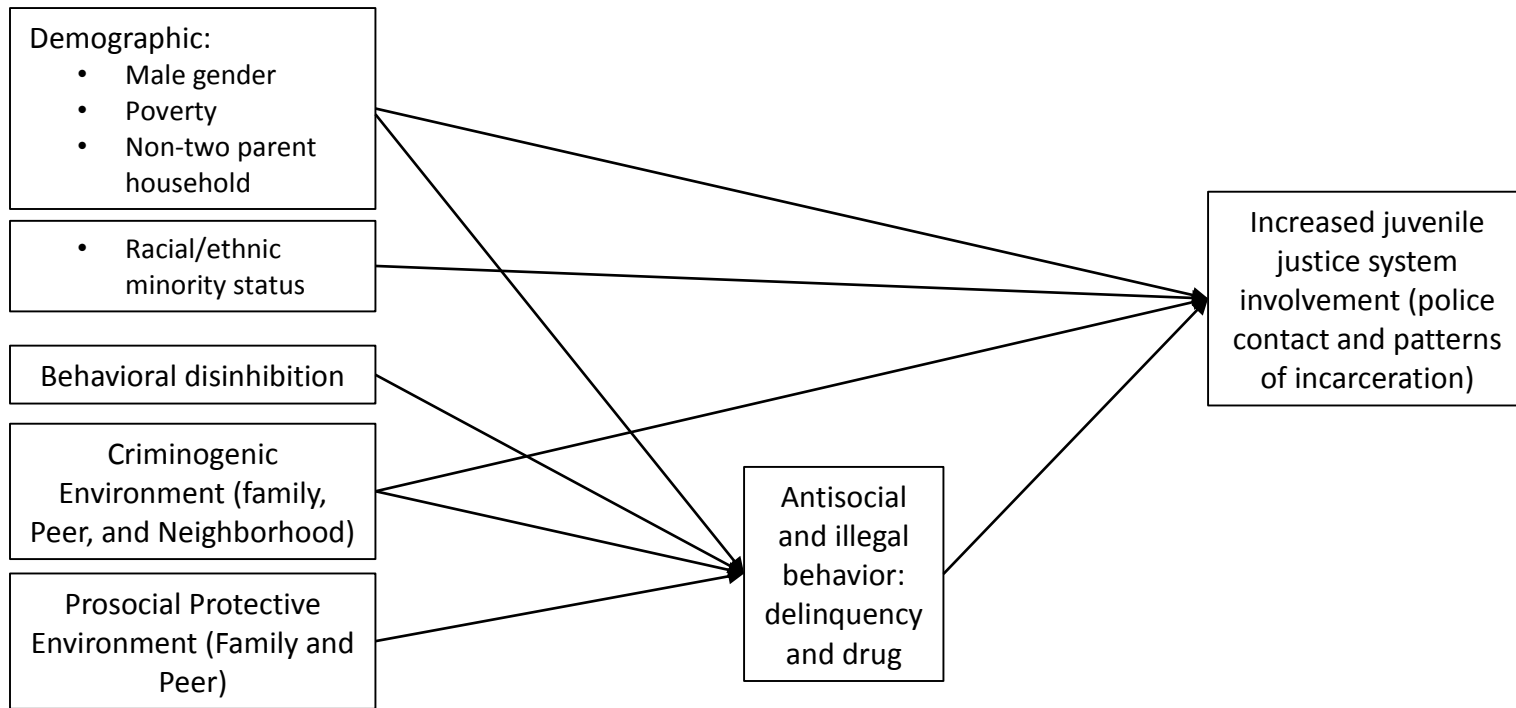 Demographic:
• Male gender
• Poverty
• Non-two parent
household
• Racial/ethnic
minority status
Behavioral disinhibition
Criminogenic
Environment (family,
Peer, and Neighborhood)
Prosocial Protective
Environment (Family and
Peer)
Antisocial
and illegal
behavior:
delinquency
and drug
Increased juvenile
justice system
involvement (police
contact and patterns
of incarceration)